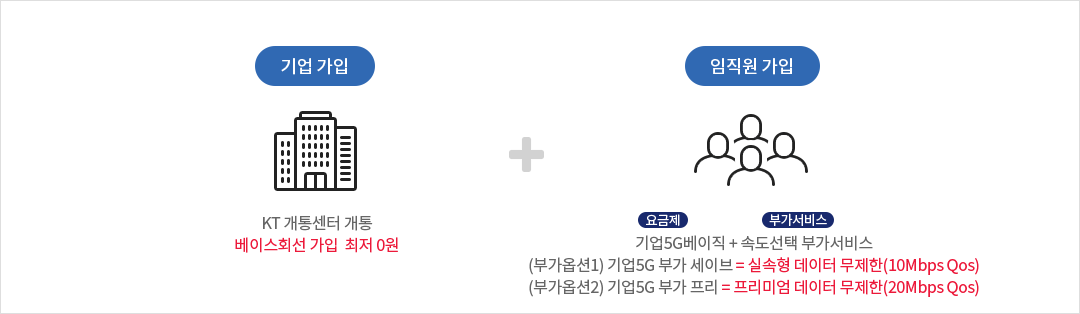 기업 가입
KT 개통센터 개통
베이스회선 가입 최저 0원
임직원 가입
요금제 부가서비스
기업5G베이직 + 속도선택 부가서비스
(부가옵션1) 기업5G 부가 세이브 = 실속형 데이터 무제한(10Mbps Qos)
(부가옵션2) 기업5G 부가 프리 = 프리미엄 데이터 무제한(20Mbps Qos)